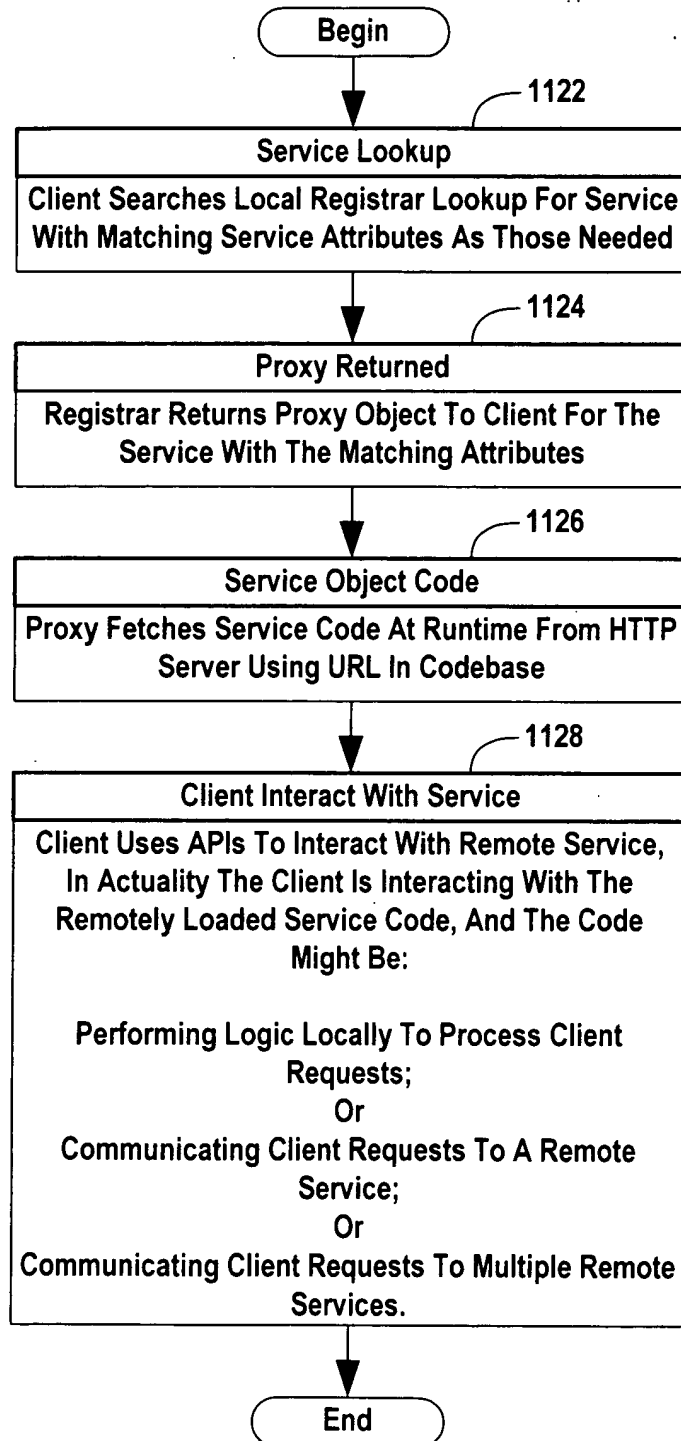 Begin
1122
Service Lookup
Client Searches Local Registrar Lookup For Service
With Matching Service Attributes As Those Needed
1124
Proxy Returned
Registrar Returns Proxy Object To Client For The
Service With The Matching Attributes
1126
Service Object Code
Proxy Fetches Service Code At Runtime From HTTP
Server Using URL In Codebase
1128
Client Interact With Service
Client Uses APIs To Interact With Remote Service,
In Actuality The Client Is Interacting With The
Remotely Loaded Service Code, And The Code
Might Be:
Performing Logic Locally To Process Client
Requests;
Or
Communicating Client Requests To A Remote
Service;
Or
Communicating Client Requests To Multiple Remote
Services.
End